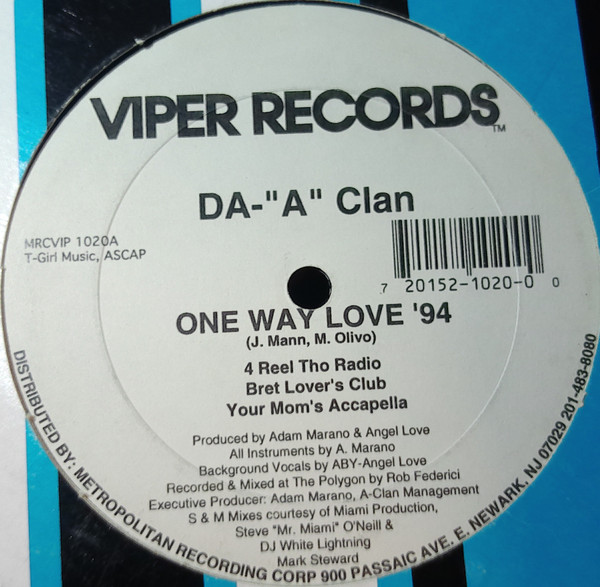 VIPER RECORDS™
DA-"A" Clan
MRCVIP 1020A
T-Girl Music, ASCAP
7 20152-1020-0 0
ONE WAY LOVE '94
(J. Mann, M. Olivo)
4 Reel Tho Radio
Bret Lover's Club
Your Mom's Accapella
Produced by Adam Marano & Angel Love
All Instruments by A. Marano
Background Vocals by ABY-Angel Love
Recorded & Mixed at The Polygon by Rob Federici
Executive Producer: Adam Marano, A-Clan Management
S & M Mixes courtesy of Miami Production,
Steve "Mr. Miami" O'Neill &
DJ White Lightning
Mark Steward
DISTRIBUTED BY: METROPOLITAN RECORDING CORP 900 PASSAIC AVE. E. NEWARK, NJ 07029 201-483-8080